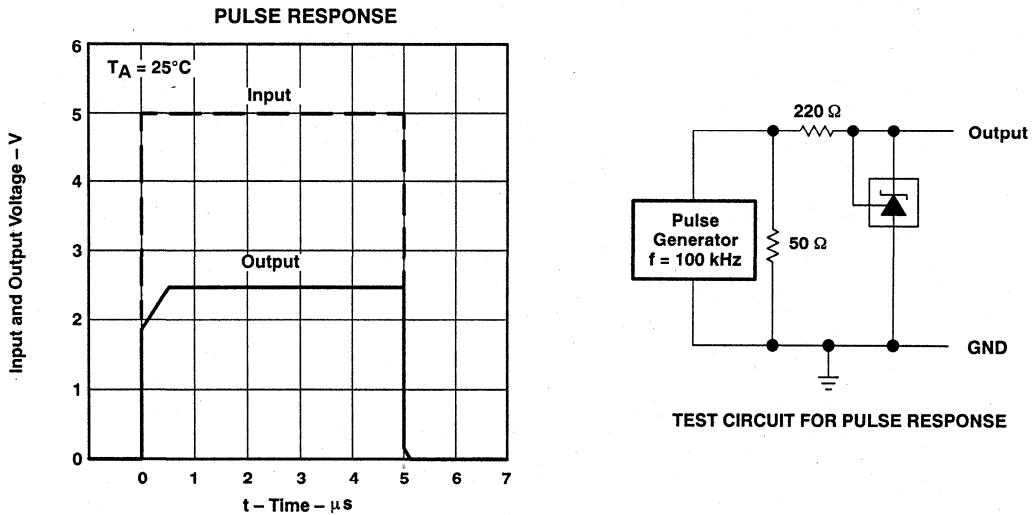 PULSE RESPONSE
6
5
4
3
2
1
0
TA = 25°C
Input
Output
Input and Output Voltage – V
0 1 2 3 4 5 6 7
t – Time – μs
220 Ω
Output
Pulse
Generator
f = 100 kHz
50 Ω
GND
TEST CIRCUIT FOR PULSE RESPONSE